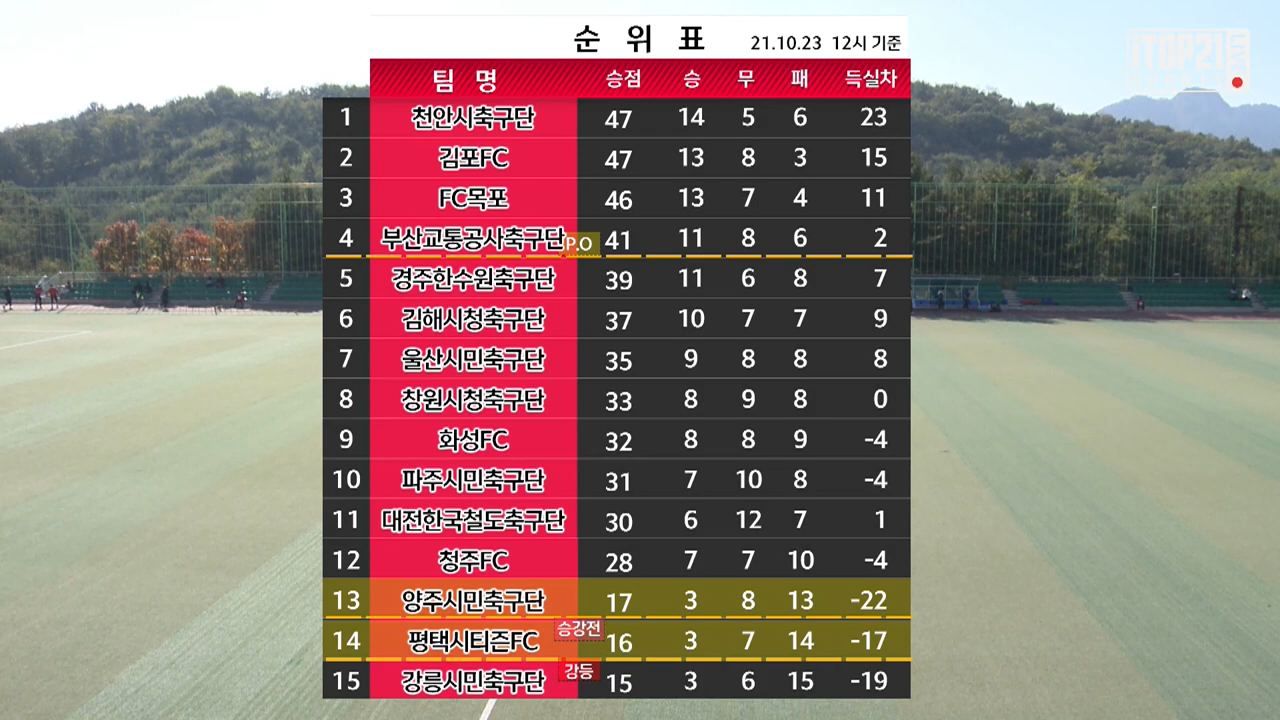 순 위 표 21.10.23 12시 기준
팀 명 승점 승 무 패 득실차
1 천안시축구단 47 14 5 6 23
2 김포FC 47 13 8 3 15
3 FC목포 46 13 7 4 11
4 부산교통공사축구단 P.O 41 11 8 6 2
5 경주한수원축구단 39 11 6 8 7
6 김해시청축구단 37 10 7 7 9
7 울산시민축구단 35 9 8 8 8
8 창원시청축구단 33 8 9 8 0
9 화성FC 32 8 8 9 -4
10 파주시민축구단 31 7 10 8 -4
11 대전한국철도축구단 30 6 12 7 1
12 청주FC 28 7 7 10 -4
13 양주시민축구단 17 3 8 13 -22
승강전
14 평택시티즌FC 16 3 7 14 -17
강등
15 강릉시민축구단 15 3 6 15 -19
TOP21